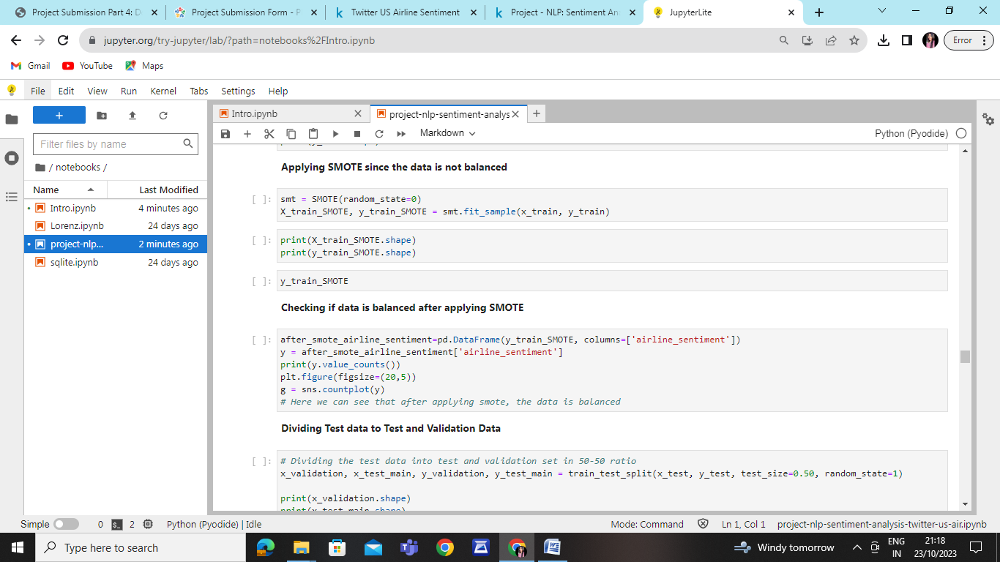 Project Submission Part 4: D
Project Submission Form - P
Twitter US Airline Sentiment
Project - NLP: Sentiment An
JupyterLite
jupyter.org/try-jupyter/lab/?path=notebooks%2FIntro.ipynb
Error
Gmail
YouTube
Maps
File Edit View Run Kernel Tabs Settings Help
Filter files by name
/ notebooks /
Name Last Modified
Intro.ipynb 4 minutes ago
Lorenz.ipynb 24 days ago
project-nlp... 2 minutes ago
sqlite.ipynb 24 days ago
Intro.ipynb
project-nlp-sentiment-analys
Markdown
Python (Pyodide)
Applying SMOTE since the data is not balanced
[ ]: smt = SMOTE(random_state=0)
X_train_SMOTE, y_train_SMOTE = smt.fit_sample(x_train, y_train)
[ ]: print(X_train_SMOTE.shape)
print(y_train_SMOTE.shape)
[ ]: y_train_SMOTE
Checking if data is balanced after applying SMOTE
[ ]: after_smote_airline_sentiment=pd.DataFrame(y_train_SMOTE, columns=['airline_sentiment'])
y = after_smote_airline_sentiment['airline_sentiment']
print(y.value_counts())
plt.figure(figsize=(20,5))
g = sns.countplot(y)
# Here we can see that after applying smote, the data is balanced
Dividing Test data to Test and Validation Data
[ ]: # Dividing the test data into test and validation set in 50-50 ratio
x_validation, x_test_main, y_validation, y_test_main = train_test_split(x_test, y_test, test_size=0.50, random_state=1)
print(x_validation.shape)
print(x_test_main.shape)
Simple 0 $_ 2 Python (Pyodide) | Idle
Mode: Command Ln 1, Col 1 project-nlp-sentiment-analysis-twitter-us-air.ipynb
Type here to search
Windy tomorrow
ENG
IN
21:18
23/10/2023